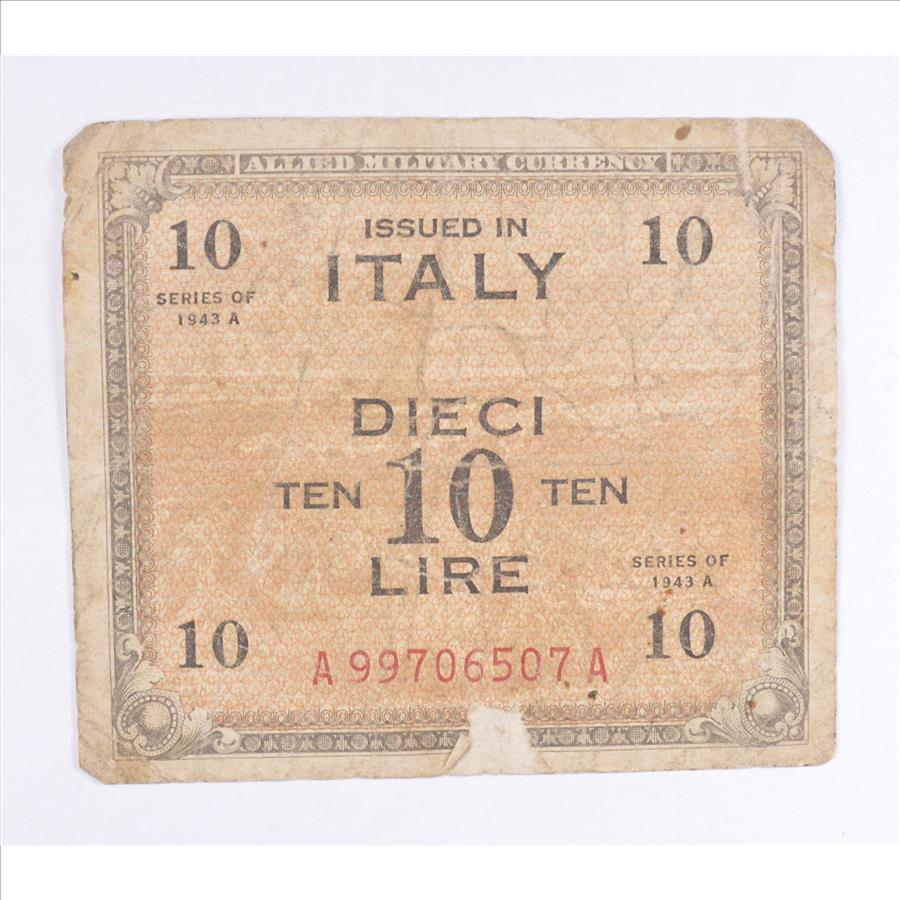 ALLIED MILITARY CURRENCY
10 ISSUED IN 10
ITALY
SERIES OF
1943 A
DIECI
TEN 10 TEN
LIRE
SERIES OF
1943 A
10 10
A 99706507 A